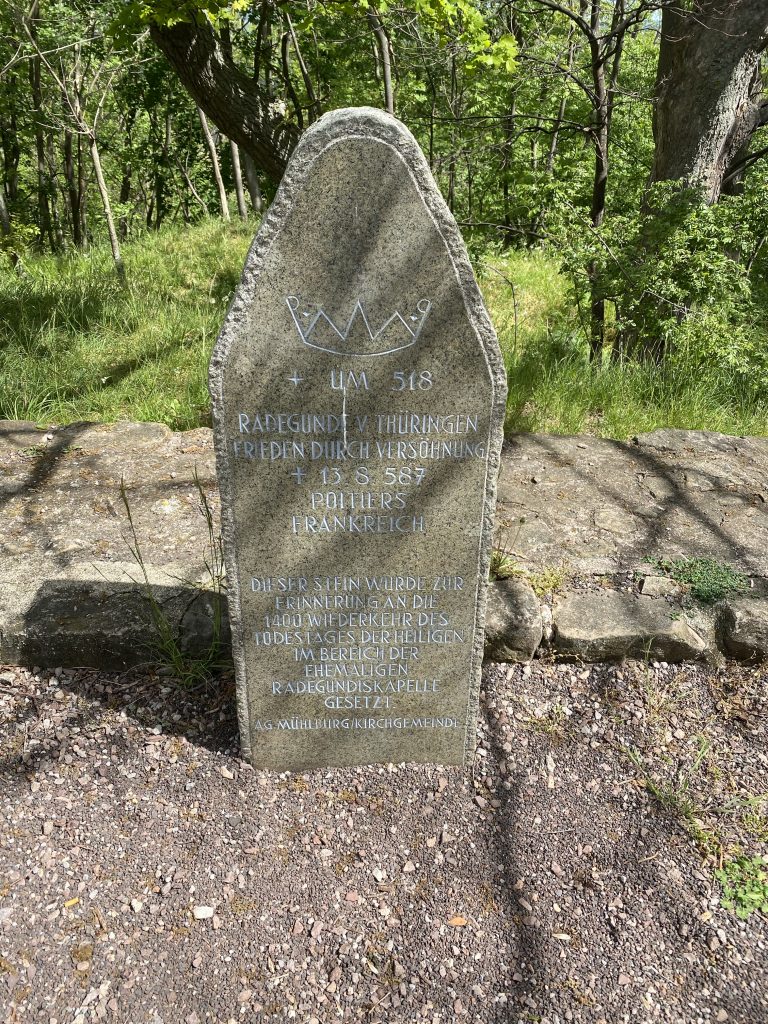 + UM 518
RADEGUNDE V. THÜRINGEN
FRIEDEN DURCH VERSÖHNUNG
+ 13 8 587
POITIERS
FRANKREICH
DIESER STEIN WURDE ZUR
ERINNERUNG AN DIE
1400 WIEDERKEHR DES
TODESTAGES DER HEILIGEN
IM BEREICH DER
EHEMALIGEN
RADEGUNDISKAPELLE
GESETZT.
AG. MÜHLBURG/KIRCHGEMEINDE